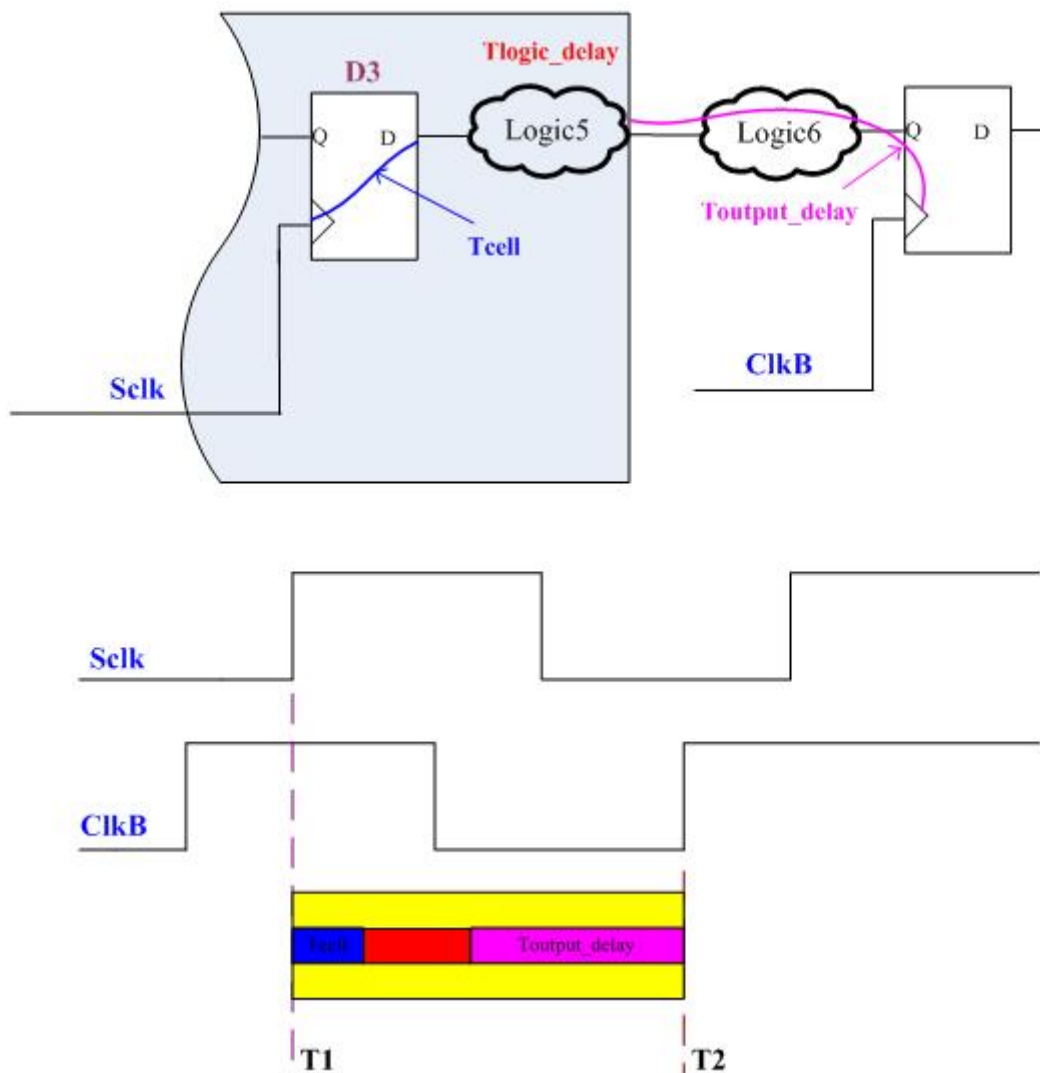 Tlogic_delay
D3
Q D
Logic5
Logic6
Q D
Toutput_delay
Tcell
ClkB
Sclk
Sclk
ClkB
Tcell Toutput_delay
T1 T2